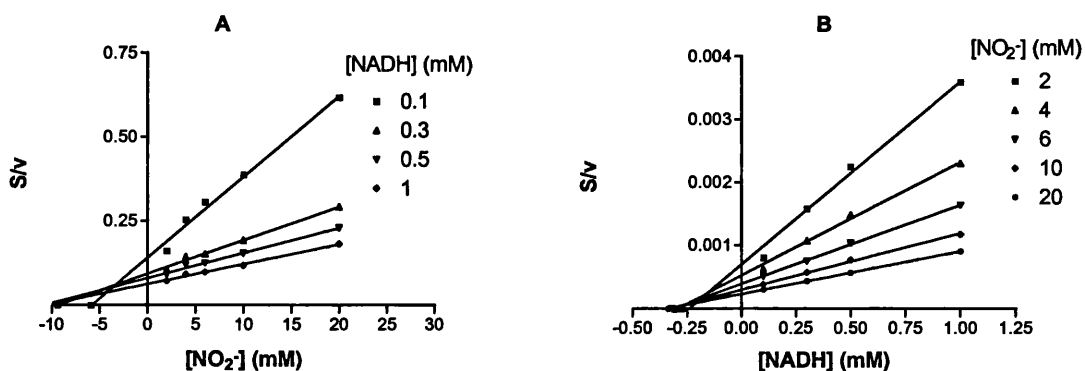 A
0.75
0.50
0.25
S/v
-10 -5 0 5 10 15 20 25 30
[NO₂⁻] (mM)
[NADH] (mM)
0.1
0.3
0.5
1
B
0.004
0.003
0.002
0.001
S/v
-0.50 -0.25 0.00 0.25 0.50 0.75 1.00 1.25
[NADH] (mM)
[NO₂⁻] (mM)
2
4
6
10
20